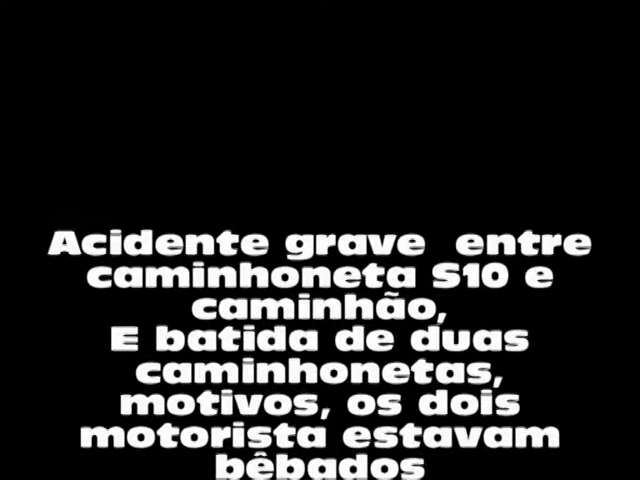 Acidente grave  entre
caminhoneta S10 e
caminhão,
E batida de duas
caminhonetas,
motivos, os dois
motorista estavam
bêbados